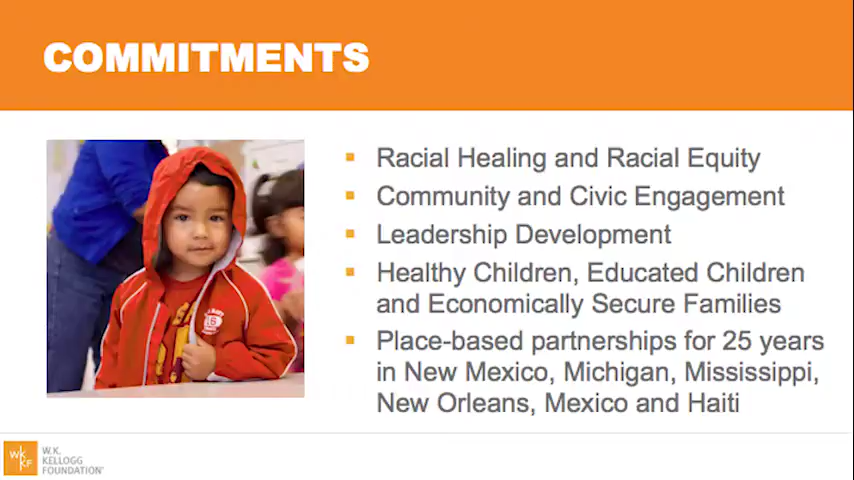 COMMITMENTS
Racial Healing and Racial Equity
Community and Civic Engagement
Leadership Development
Healthy Children, Educated Children
and Economically Secure Families
Place-based partnerships for 25 years
in New Mexico, Michigan, Mississippi,
New Orleans, Mexico and Haiti
WK
KF
W.K.
KELLOGG
FOUNDATION